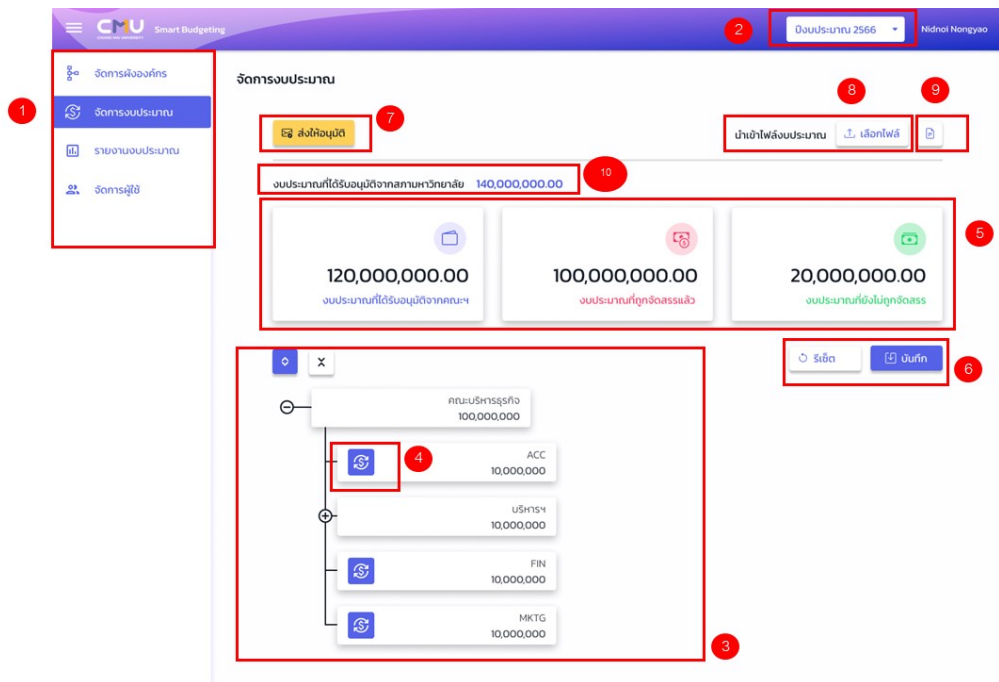 CMU Smart Budgeting
CHIANG MAI UNIVERSITY
2
ปีงบประมาณ 2566
Nidnoi Nongyao
1
จัดการผังองค์กร
จัดการงบประมาณ
รายงานงบประมาณ
จัดการผู้ใช้
จัดการงบประมาณ
7
8
9
ส่งให้อนุมัติ
นำเข้าไฟล์งบประมาณ
เลือกไฟล์
งบประมาณที่ได้รับอนุมัติจากสภามหาวิทยาลัย 140,000,000.00
10
5
120,000,000.00
งบประมาณที่ได้รับอนุมัติจากคณะฯ
100,000,000.00
งบประมาณที่ถูกจัดสรรแล้ว
20,000,000.00
งบประมาณที่ยังไม่ถูกจัดสรร
รีเซ็ต
บันทึก
6
คณะบริหารธุรกิจ
100,000,000
4
ACC
10,000,000
บริหารฯ
10,000,000
FIN
10,000,000
MKTG
10,000,000
3